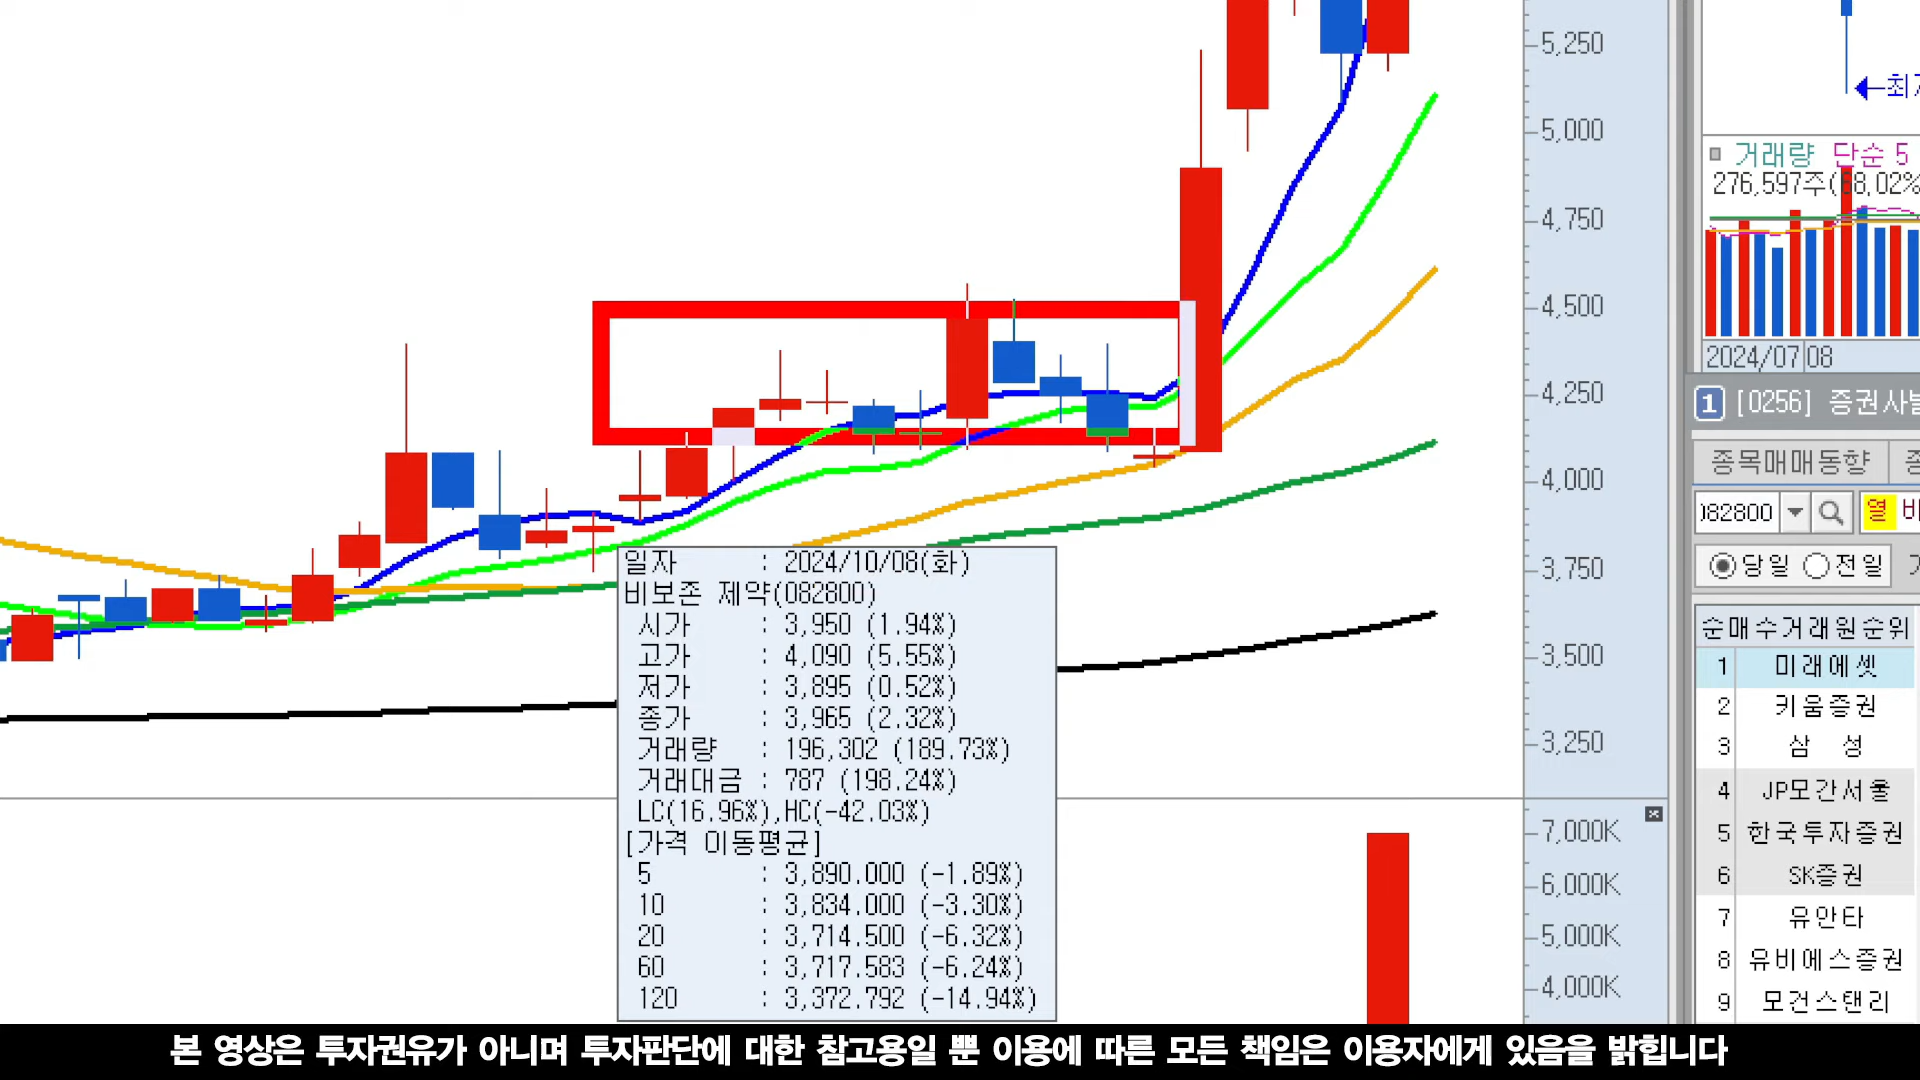 5,250
5,000
4,750
4,500
4,250
4,000
3,750
3,500
3,250
7,000K
6,000K
5,000K
4,000K
일자 : 2024/10/08(화)
비보존 제약(082800)
시가 : 3,950 (1.94%)
고가 : 4,090 (5.55%)
저가 : 3,895 (0.52%)
종가 : 3,965 (2.32%)
거래량 : 196,302 (189.73%)
거래대금 : 787 (198.24%)
LC(16.96%),HC(-42.03%)
[가격 이동평균]
5 : 3,890.000 (-1.89%)
10 : 3,834.000 (-3.30%)
20 : 3,714.500 (-6.32%)
60 : 3,717.583 (-6.24%)
120 : 3,372.792 (-14.94%)
거래량 단순 5
276,597주(
2024/07 08
1 [0256] 증권사별
종목매매동향
082800
열
당일 전일
순매수거래원순위
1 미래에셋
2 키움증권
3 삼 성
4 JP모간서울
5 한국투자증권
6 SK증권
7 유안타
8 유비에스증권
9 모건스탠리
본 영상은 투자권유가 아니며 투자판단에 대한 참고용일 뿐 이용에 따른 모든 책임은 이용자에게 있음을 밝힙니다